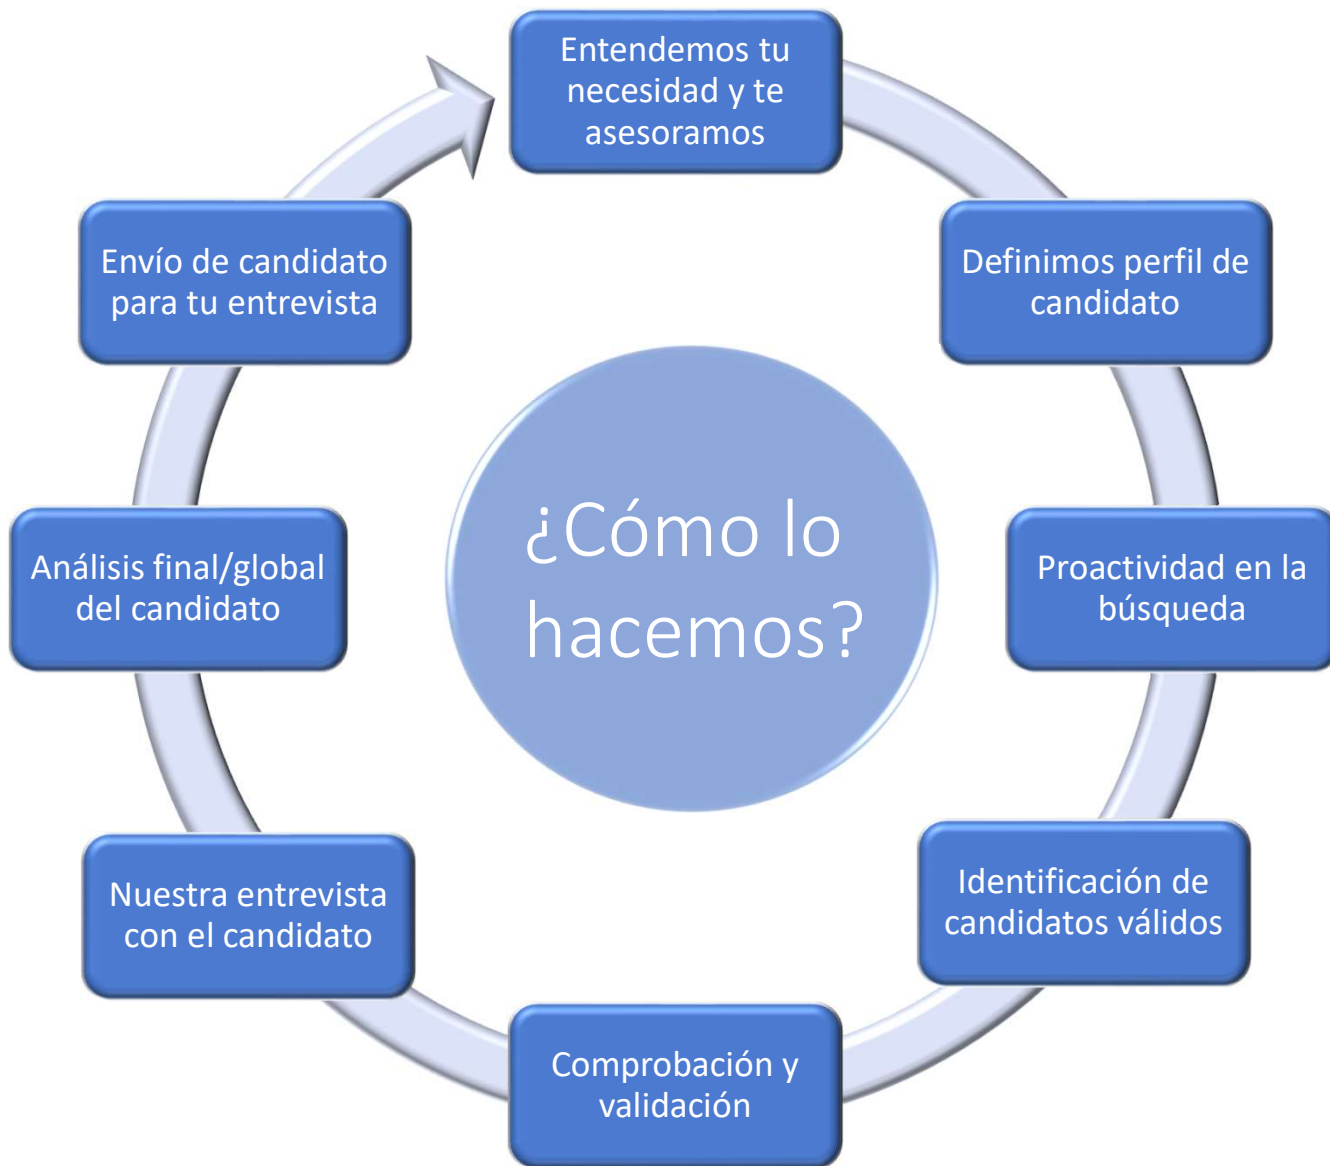 Entendemos tu
necesidad y te
asesoramos
Definimos perfil de
candidato
Proactividad en la
búsqueda
Identificación de
candidatos válidos
Comprobación y
validación
Nuestra entrevista
con el candidato
Análisis final/global
del candidato
Envío de candidato
para tu entrevista
¿Cómo lo
hacemos?